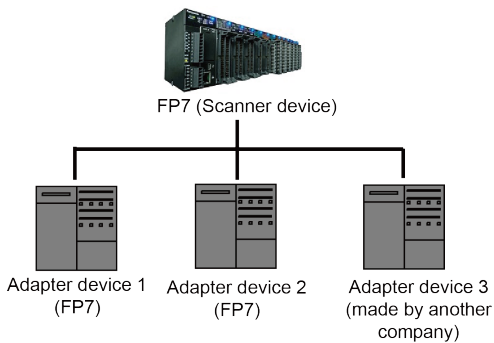 FP7 (Scanner device)
Adapter device 1
(FP7)
Adapter device 2
(FP7)
Adapter device 3
(made by another
company)